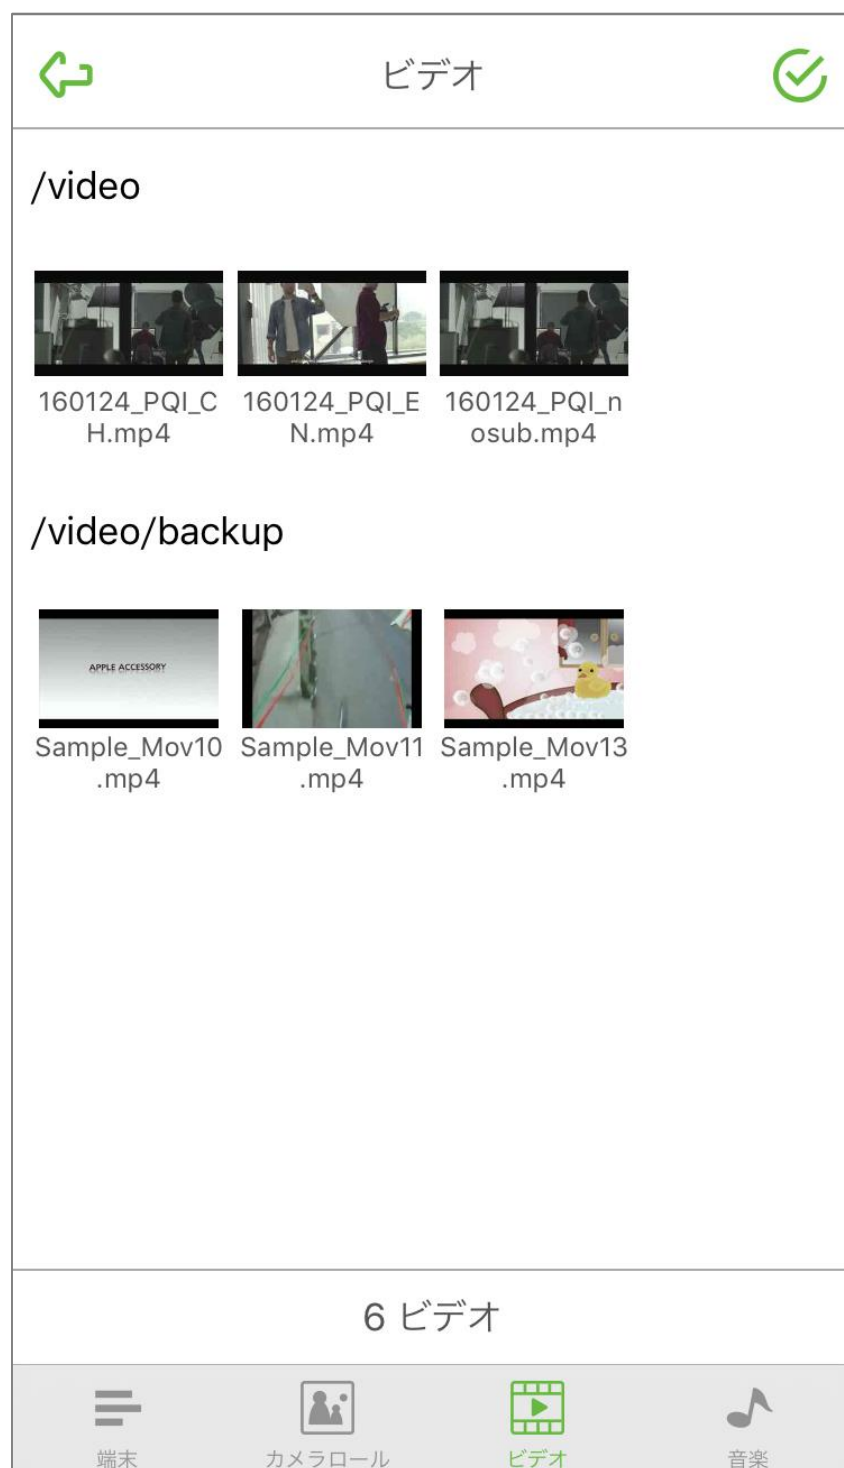 ビデオ
/video
160124_PQI_C
H.mp4
160124_PQI_E
N.mp4
160124_PQI_n
osub.mp4
/video/backup
APPLE ACCESSORY
Sample_Mov10
.mp4
Sample_Mov11
.mp4
Sample_Mov13
.mp4
6 ビデオ
端末
カメラロール
ビデオ
音楽